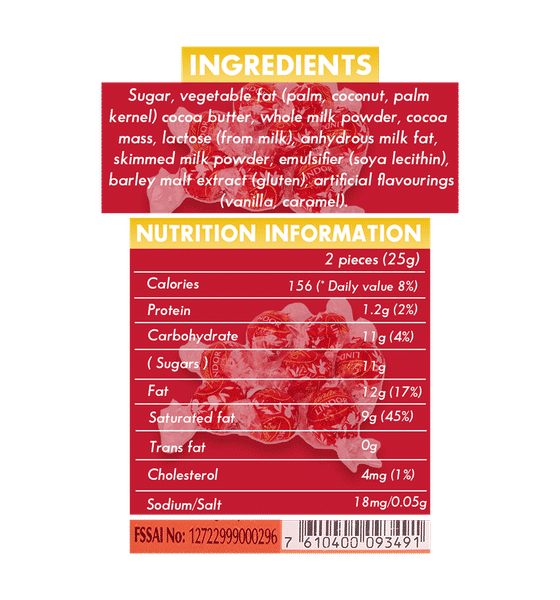 INGREDIENTS
Sugar, vegetable fat (palm, coconut, palm
kernel) cocoa butter, whole milk powder, cocoa
mass, lactose (from milk), anhydrous milk fat,
skimmed milk powder, emulsifier (soya lecithin),
barley malt extract (gluten), artificial flavourings
(vanilla, caramel).
NUTRITION INFORMATION
2 pieces (25g)
Calories 156 (* Daily value 8%)
Protein 1.2g (2%)
Carbohydrate 11g (4%)
( Sugars ) 11g
Fat 12g (17%)
Saturated fat 9g (45%)
Trans fat 0g
Cholesterol 4mg (1%)
Sodium/Salt 18mg/0.05g
FSSAI No: 12722999000296
7 610400 093491